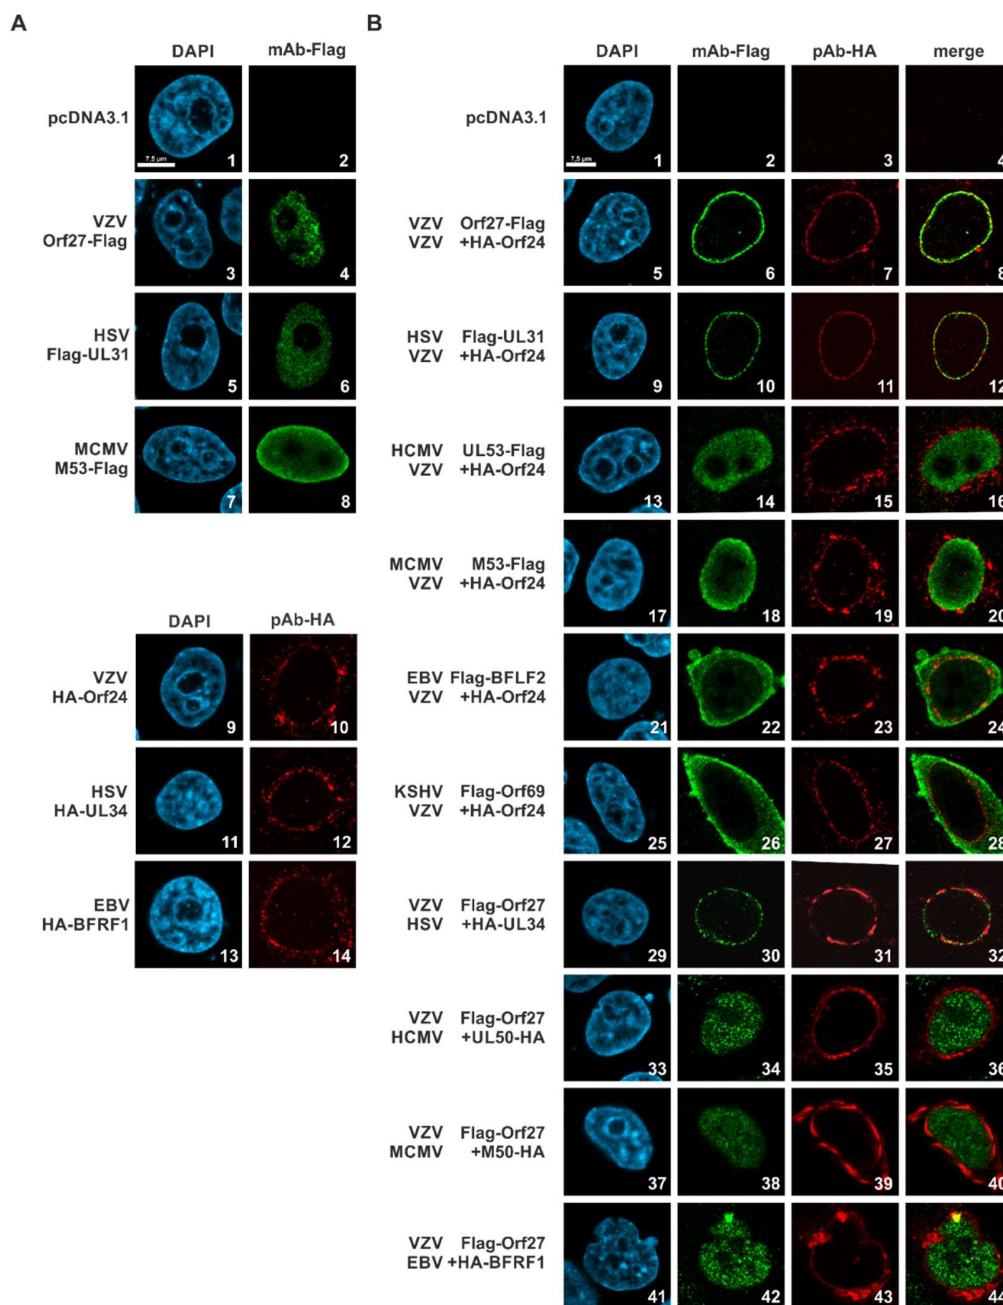 A
B
DAPI mAb-Flag
DAPI mAb-Flag pAb-HA merge
pcDNA3.1
7,5 µm
1 2
pcDNA3.1
7,5 µm
1 2 3 4
VZV
Orf27-Flag
3 4
VZV Orf27-Flag
VZV +HA-Orf24
5 6 7 8
HSV
Flag-UL31
5 6
HSV Flag-UL31
VZV +HA-Orf24
9 10 11 12
MCMV
M53-Flag
7 8
HCMV UL53-Flag
VZV +HA-Orf24
13 14 15 16
MCMV M53-Flag
VZV +HA-Orf24
17 18 19 20
DAPI pAb-HA
VZV
HA-Orf24
9 10
EBV Flag-BFLF2
VZV +HA-Orf24
21 22 23 24
HSV
HA-UL34
11 12
KSHV Flag-Orf69
VZV +HA-Orf24
25 26 27 28
EBV
HA-BFRF1
13 14
VZV Flag-Orf27
HSV +HA-UL34
29 30 31 32
VZV Flag-Orf27
HCMV +UL50-HA
33 34 35 36
VZV Flag-Orf27
MCMV +M50-HA
37 38 39 40
VZV Flag-Orf27
EBV +HA-BFRF1
41 42 43 44